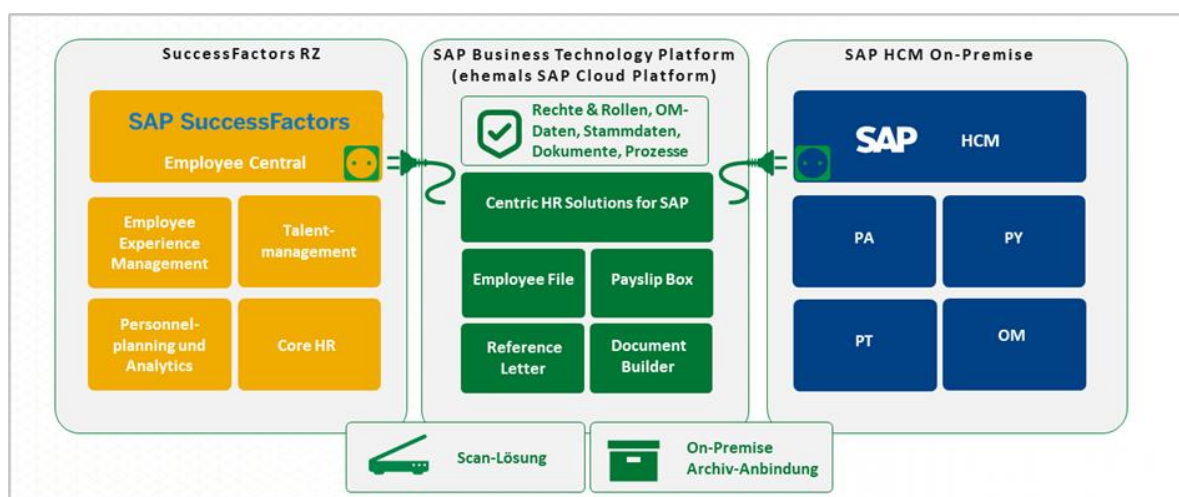 SuccessFactors RZ
SAP SuccessFactors
Employee Central
Employee
Experience
Management
Talent-
management
Personnel-
planning und
Analytics
Core HR
SAP Business Technology Platform
(ehemals SAP Cloud Platform)
Rechte & Rollen, OM-
Daten, Stammdaten,
Dokumente, Prozesse
Centric HR Solutions for SAP
Employee File
Payslip Box
Reference
Letter
Document
Builder
SAP HCM On-Premise
SAP HCM
PA
PY
PT
OM
Scan-Lösung
On-Premise
Archiv-Anbindung